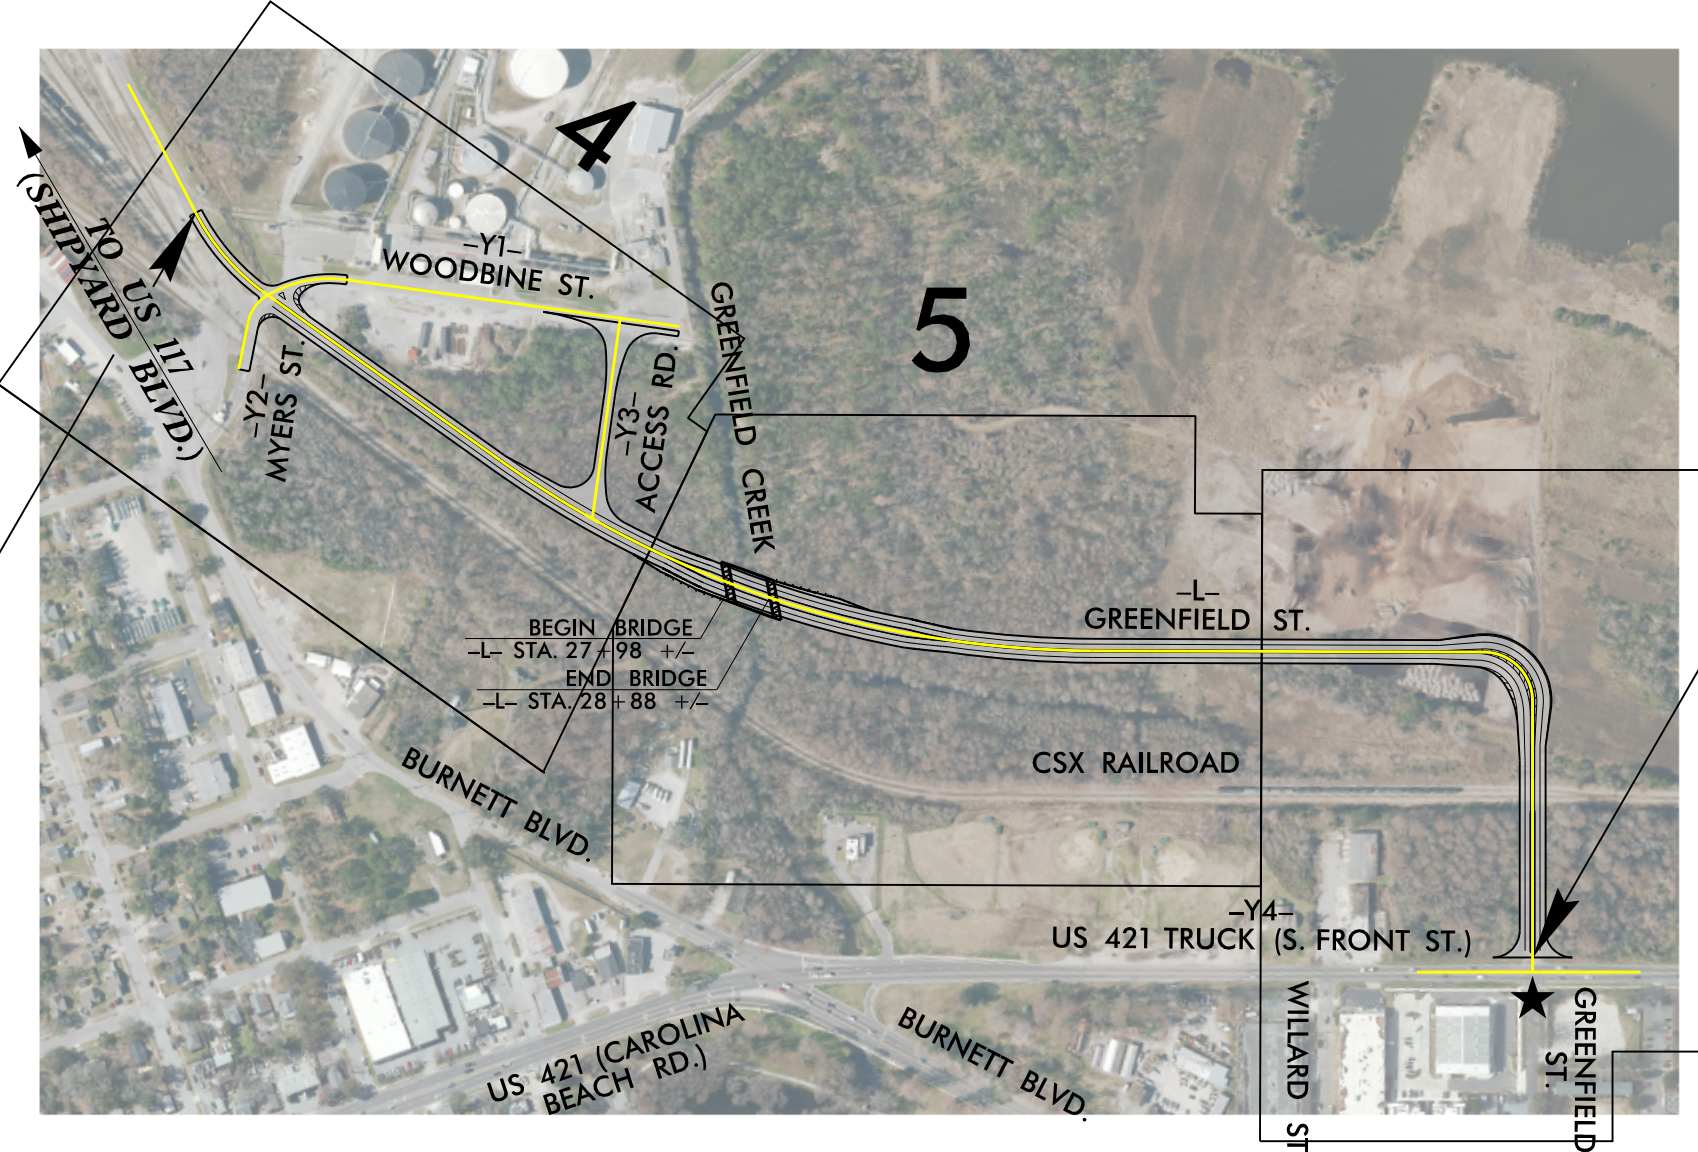 4
5
TO US 117
(SHIPYARD BLVD.)
–Y1–
WOODBINE ST.
–Y2–
MYERS ST.
–Y3–
ACCESS RD.
GREENFIELD CREEK
BEGIN BRIDGE
–L– STA. 27+98 +/–
END BRIDGE
–L– STA. 28+88 +/–
–L–
GREENFIELD ST.
CSX RAILROAD
BURNETT BLVD.
–Y4–
US 421 TRUCK (S. FRONT ST.)
US 421 (CAROLINA
BEACH RD.)
BURNETT BLVD.
WILLARD ST
GREENFIELD
ST.